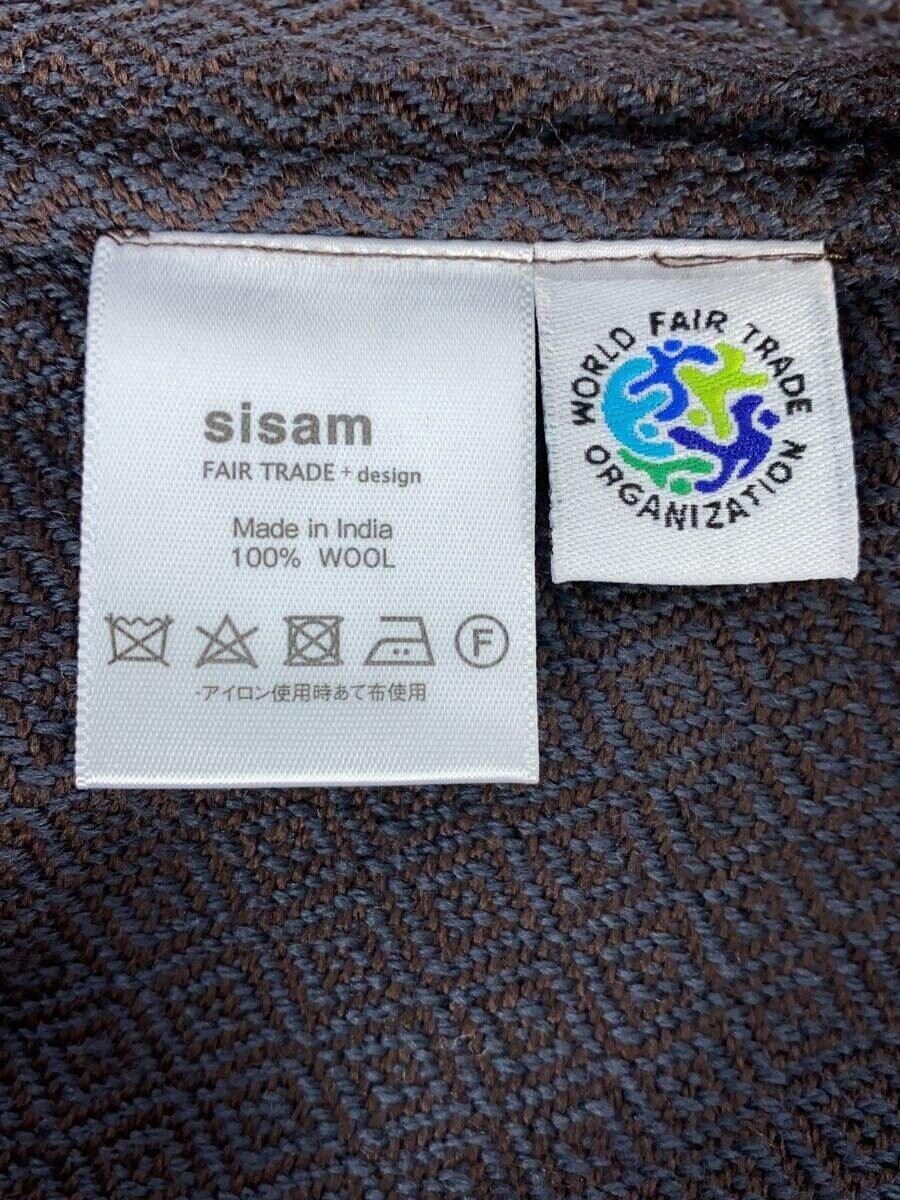 sisam
FAIR TRADE + design
Made in India
100% WOOL
F
・アイロン使用時あて布使用
WORLD FAIR TRADE
ORGANIZATION